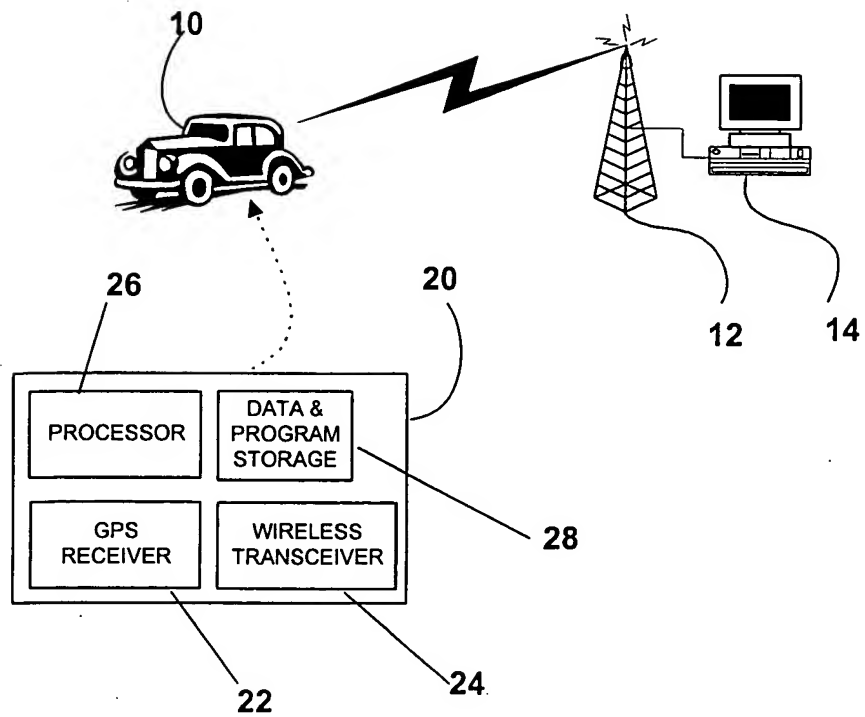 10
26
20
12
14
PROCESSOR
DATA &
PROGRAM
STORAGE
GPS
RECEIVER
WIRELESS
TRANSCEIVER
28
22
24